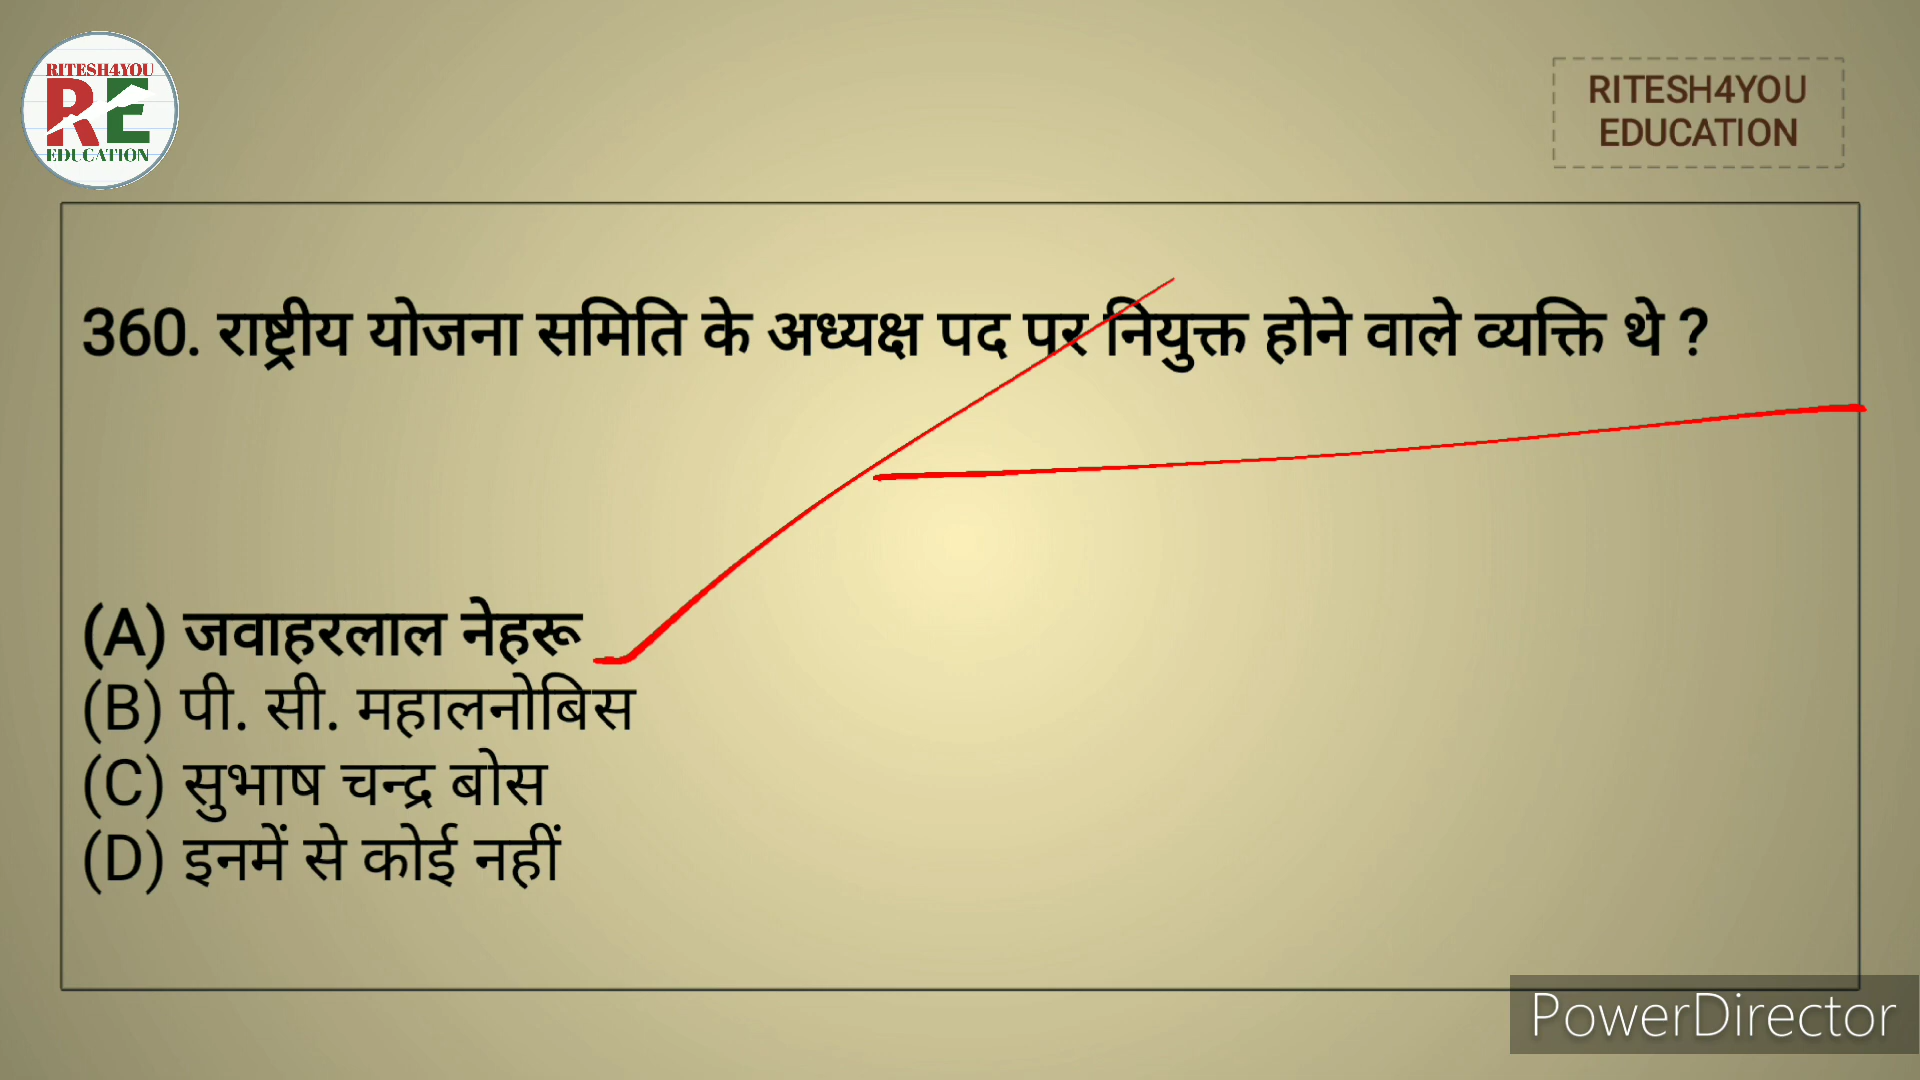 RITESH4YOU
RE
EDUCATION
RITESH4YOU
EDUCATION
360. राष्ट्रीय योजना समिति के अध्यक्ष पद पर नियुक्त होने वाले व्यक्ति थे ?
(A) जवाहरलाल नेहरू
(B) पी. सी. महालनोबिस
(C) सुभाष चन्द्र बोस
(D) इनमें से कोई नहीं
PowerDirector